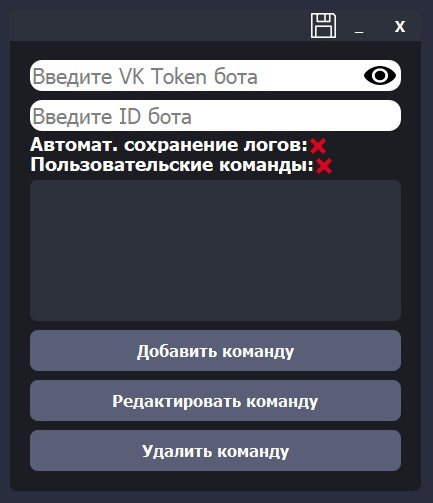 _ X
Введите VK Token бота
Введите ID бота
Автомат. сохранение логов:
Пользовательские команды:
Добавить команду
Редактировать команду
Удалить команду